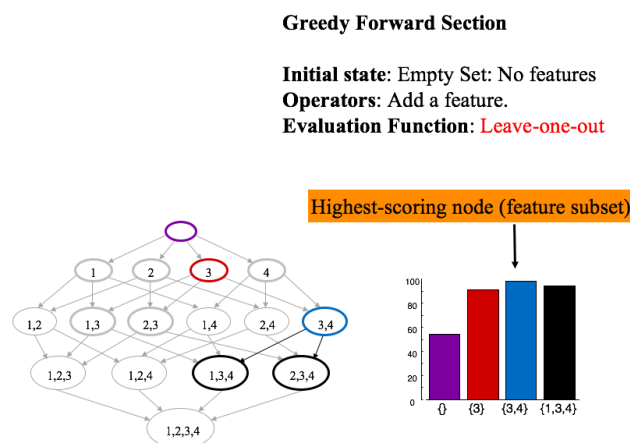 Greedy Forward Section
Initial state: Empty Set: No features
Operators: Add a feature.
Evaluation Function: Leave-one-out
Highest-scoring node (feature subset)
1 2 3 4
1,2 1,3 2,3 1,4 2,4 3,4
1,2,3 1,2,4 1,3,4 2,3,4
1,2,3,4
100
80
60
40
20
0
{} {3} {3,4} {1,3,4}